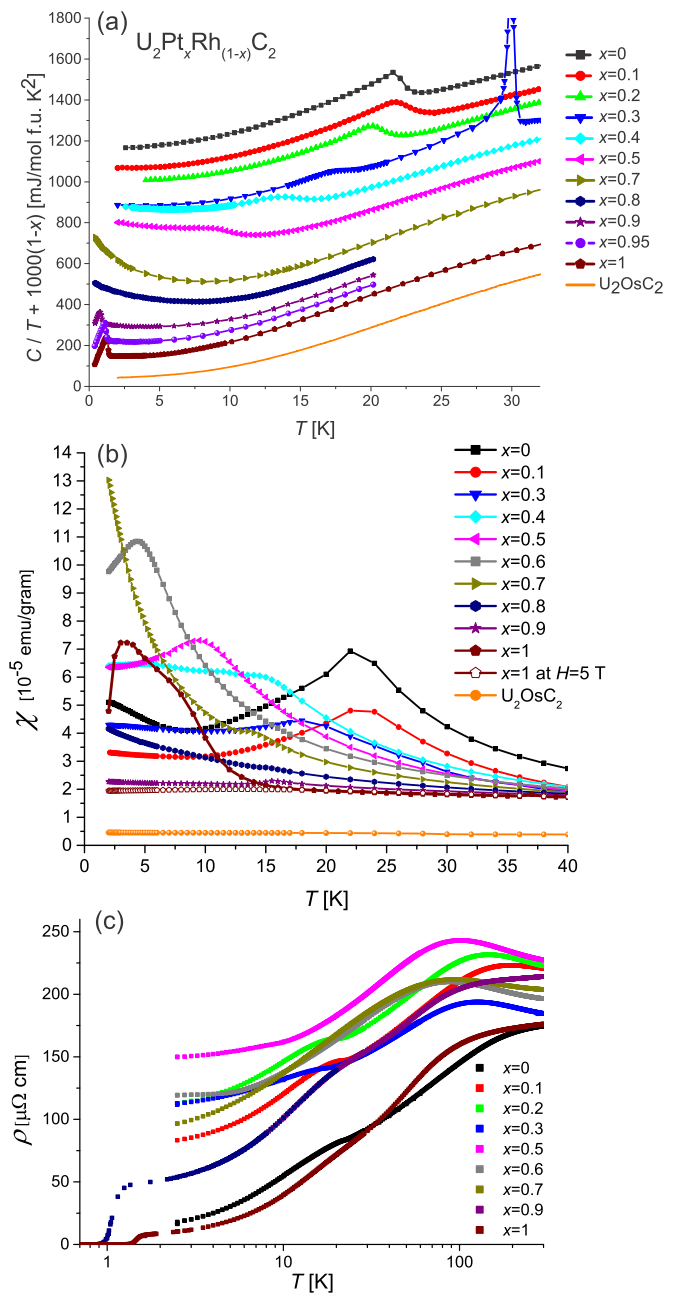 (a)
U₂PtₓRh₍₁₋ₓ₎C₂
C / T + 1000(1-x) [mJ/mol f.u. K²]
1800
1600
1400
1200
1000
800
600
400
200
0
0 5 10 15 20 25 30
T [K]
x=0
x=0.1
x=0.2
x=0.3
x=0.4
x=0.5
x=0.7
x=0.8
x=0.9
x=0.95
x=1
U₂OsC₂
(b)
χ [10⁻⁵ emu/gram]
14
13
12
11
10
9
8
7
6
5
4
3
2
1
0
0 5 10 15 20 25 30 35 40
T [K]
x=0
x=0.1
x=0.3
x=0.4
x=0.5
x=0.6
x=0.7
x=0.8
x=0.9
x=1
x=1 at H=5 T
U₂OsC₂
(c)
ρ [μΩ cm]
250
200
150
100
50
0
1 10 100
T [K]
x=0
x=0.1
x=0.2
x=0.3
x=0.5
x=0.6
x=0.7
x=0.9
x=1